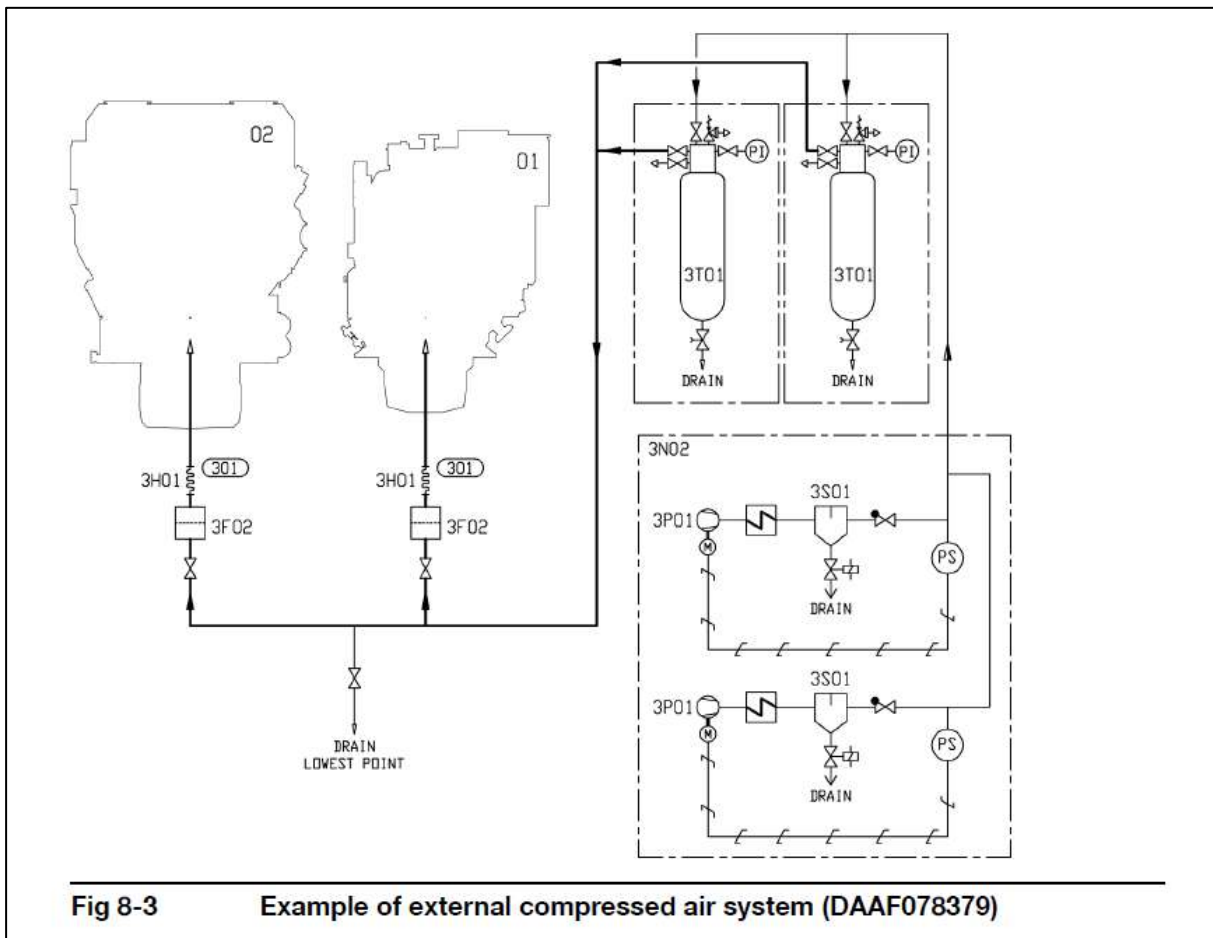 02
01
PI
PI
3T01
3T01
DRAIN
DRAIN
3N02
3H01
301
3H01
301
3F02
3F02
3S01
3P01
M
PS
DRAIN
3S01
3P01
M
PS
DRAIN
DRAIN
LOWEST POINT
Fig 8-3 Example of external compressed air system (DAAF078379)